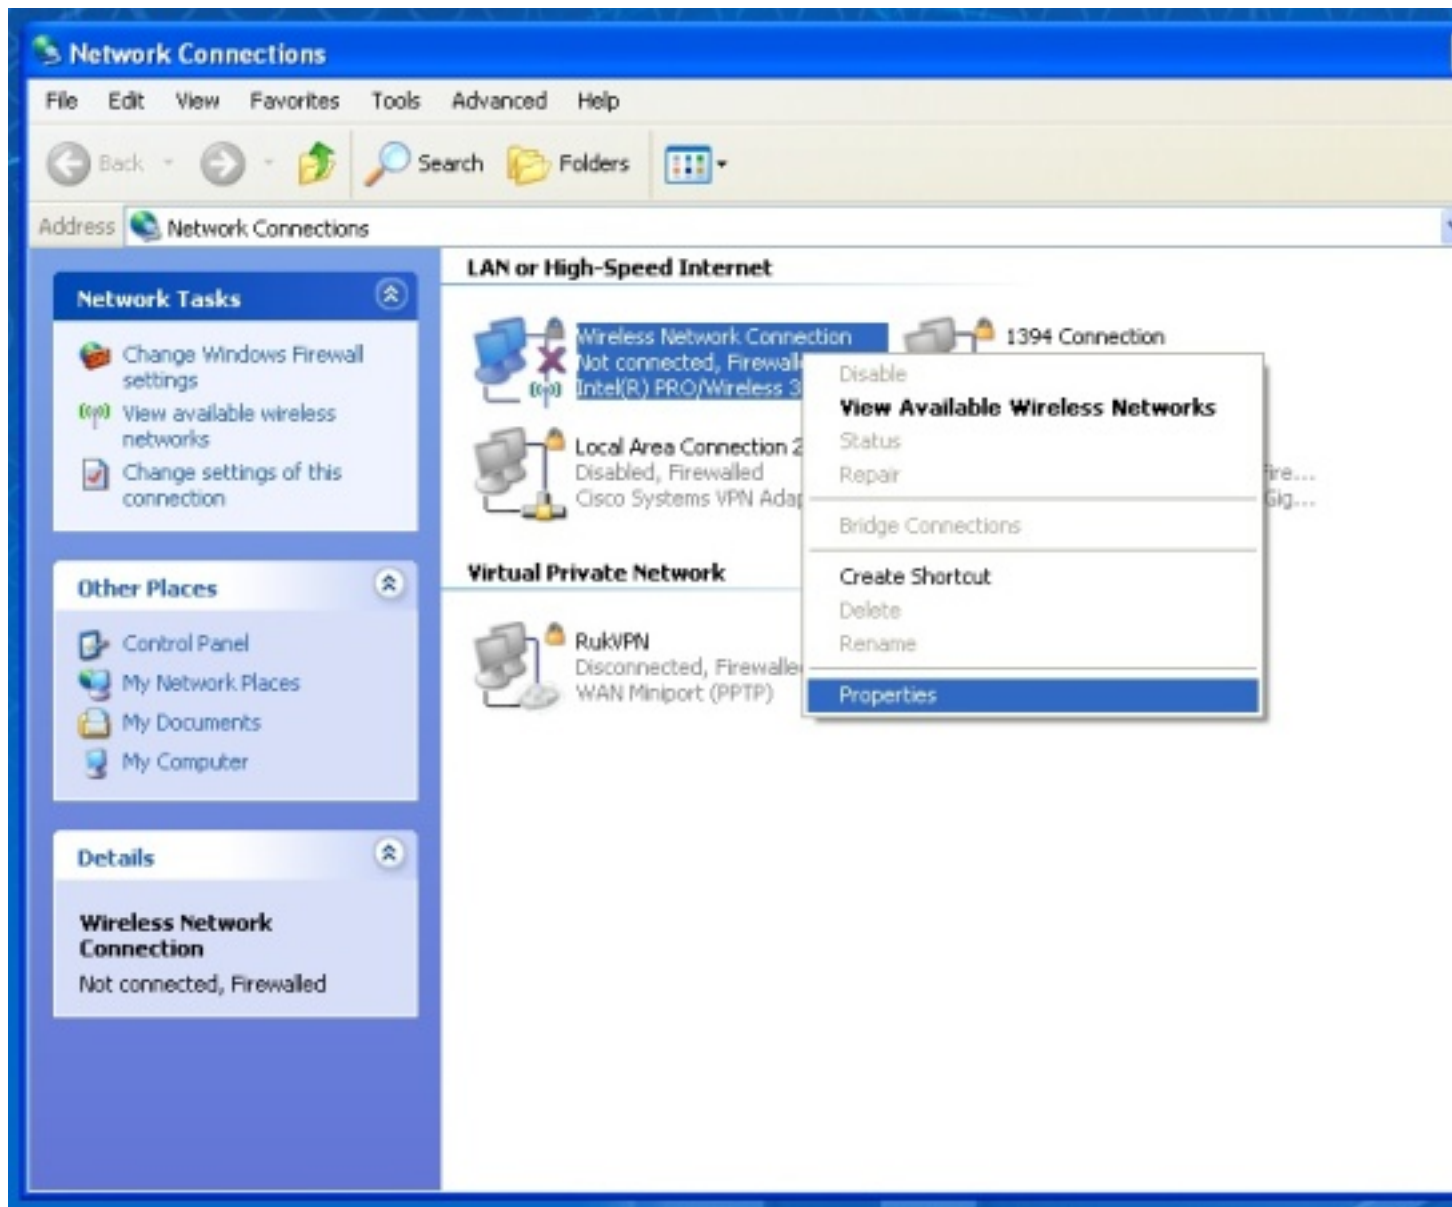 Network Connections
File Edit View Favorites Tools Advanced Help
Back Search Folders
Address Network Connections
Network Tasks
Change Windows Firewall
settings
View available wireless
networks
Change settings of this
connection
Other Places
Control Panel
My Network Places
My Documents
My Computer
Details
Wireless Network
Connection
Not connected, Firewalled
LAN or High-Speed Internet
Wireless Network Connection
Not connected, Firewalle
Intel(R) PRO/Wireless 3
1394 Connection
Local Area Connection 2
Disabled, Firewalled
Cisco Systems VPN Adap
Fire...
Gig...
Virtual Private Network
RukVPN
Disconnected, Firewalle
WAN Miniport (PPTP)
Disable
View Available Wireless Networks
Status
Repair
Bridge Connections
Create Shortcut
Delete
Rename
Properties